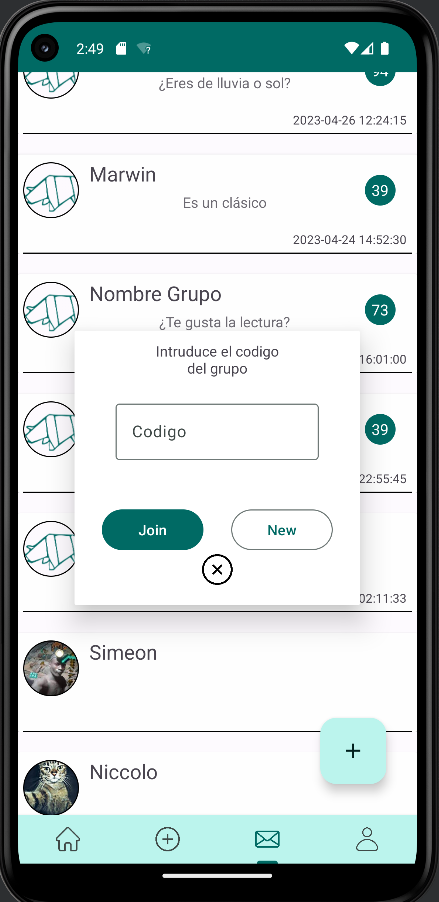 2:49
94
¿Eres de lluvia o sol?
2023-04-26 12:24:15
Marwin
39
Es un clásico
2023-04-24 14:52:30
Nombre Grupo
73
¿Te gusta la lectura?
16:01:00
Intruduce el codigo
del grupo
Codigo
39
22:55:45
Join
New
02:11:33
Simeon
Niccolo